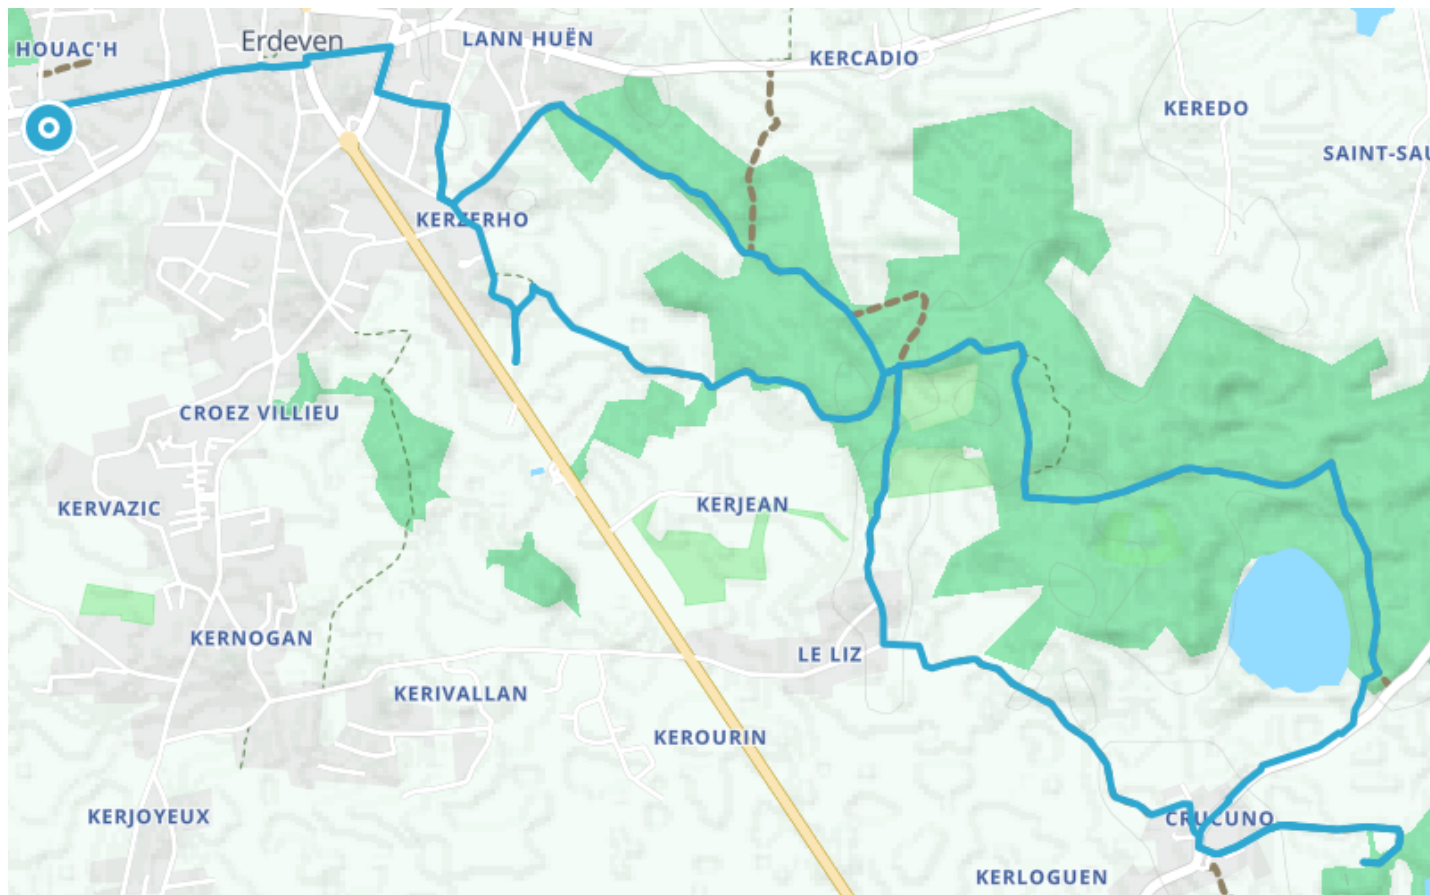 Erdeven
LANN HUËN
HOUAC'H
KERCADIO
KEREDO
SAINT-SAU
KERZERHO
CROEZ VILLIEU
KERVAZIC
KERJEAN
KERNOGAN
LE LIZ
KERIVALLAN
KEROURIN
KERJOYEUX
CRUCUNO
KERLOGUEN